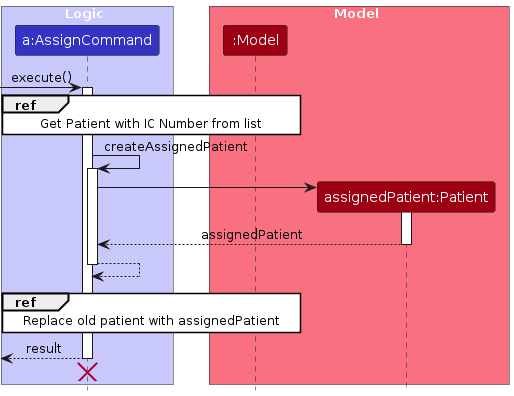 Logic
Model
a:AssignCommand
:Model
execute()
ref
Get Patient with IC Number from list
createAssignedPatient
assignedPatient:Patient
assignedPatient
ref
Replace old patient with assignedPatient
result